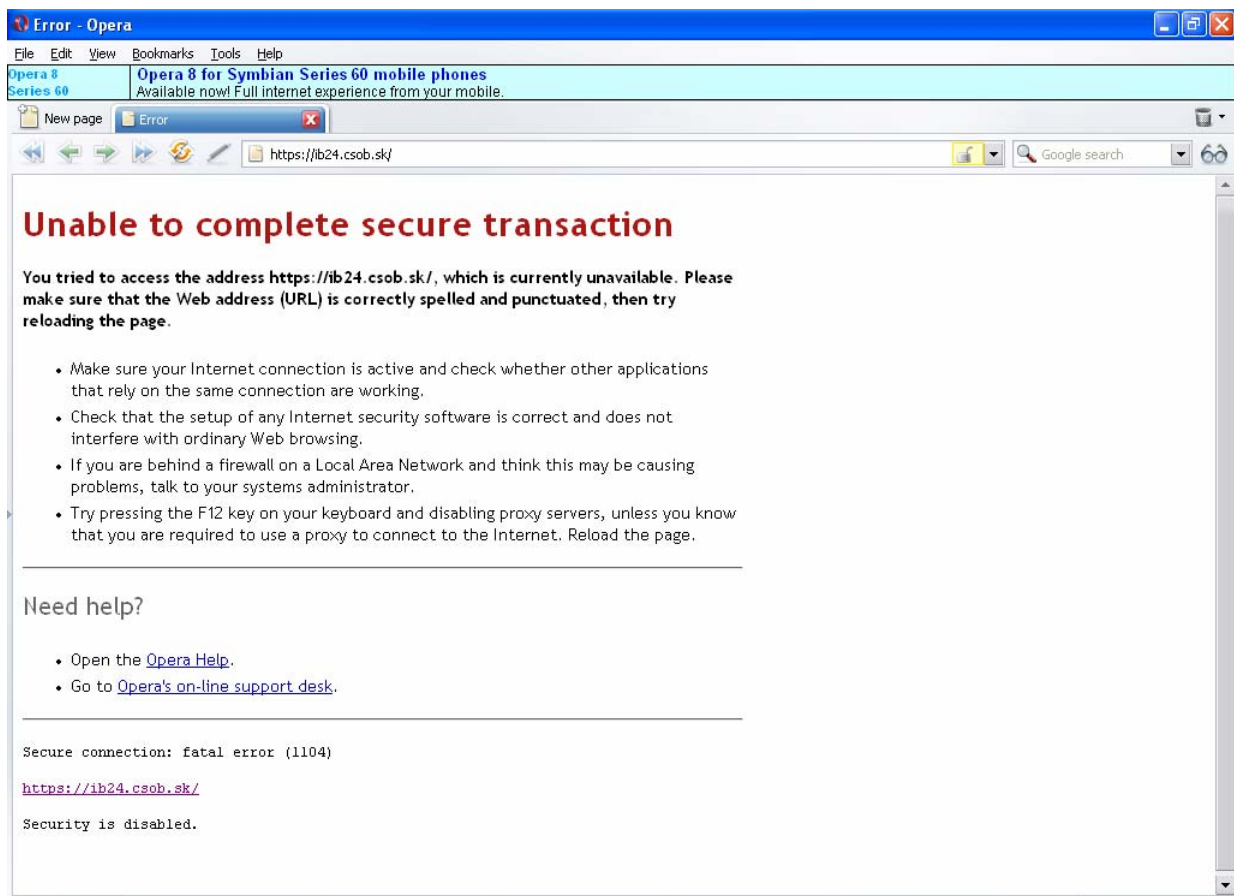 Error - Opera
File Edit View Bookmarks Tools Help
Opera 8
Series 60
Opera 8 for Symbian Series 60 mobile phones
Available now! Full internet experience from your mobile.
New page
Error
https://ib24.csob.sk/
Google search
Unable to complete secure transaction
You tried to access the address https://ib24.csob.sk/, which is currently unavailable. Please
make sure that the Web address (URL) is correctly spelled and punctuated, then try
reloading the page.
• Make sure your Internet connection is active and check whether other applications
that rely on the same connection are working.
• Check that the setup of any Internet security software is correct and does not
interfere with ordinary Web browsing.
• If you are behind a firewall on a Local Area Network and think this may be causing
problems, talk to your systems administrator.
• Try pressing the F12 key on your keyboard and disabling proxy servers, unless you know
that you are required to use a proxy to connect to the Internet. Reload the page.
Need help?
• Open the Opera Help.
• Go to Opera's on-line support desk.
Secure connection: fatal error (1104)
https://ib24.csob.sk/
Security is disabled.